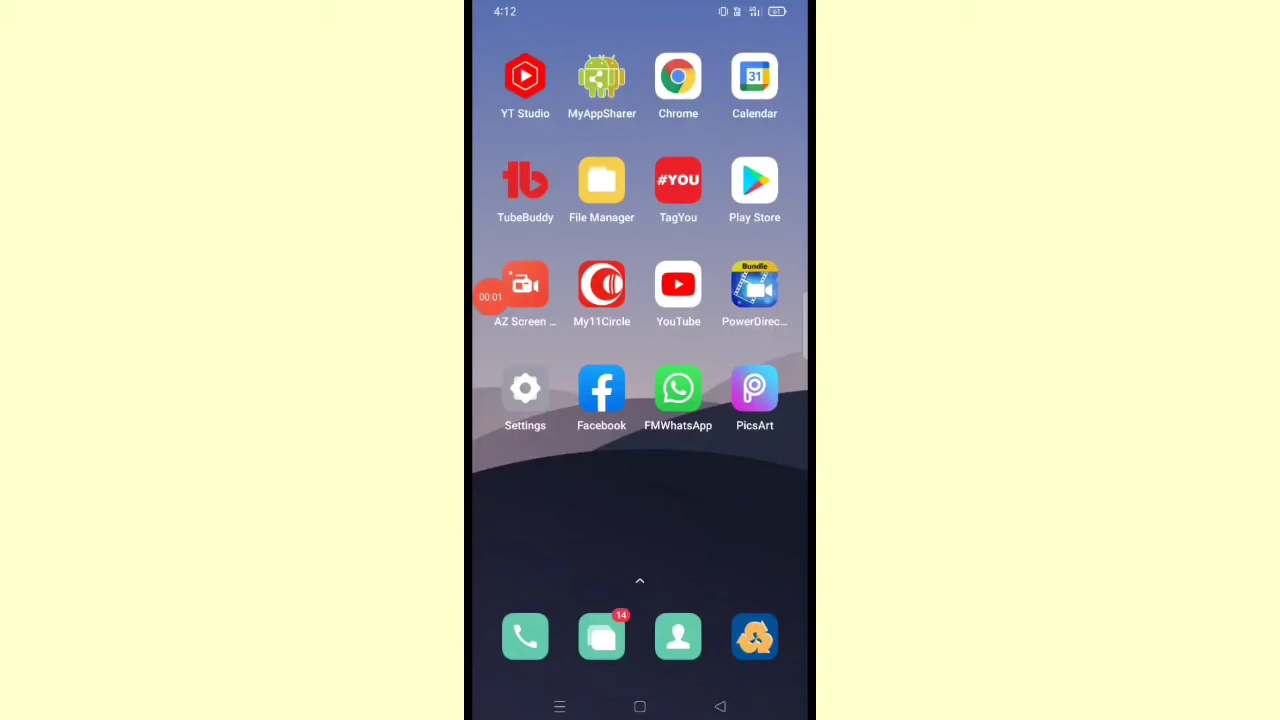 4:12
31
YT Studio MyAppSharer Chrome Calendar
#YOU
TubeBuddy File Manager TagYou Play Store
Bundle
00:01
AZ Screen ... My11Circle YouTube PowerDirec...
Settings Facebook FMWhatsApp PicsArt
14